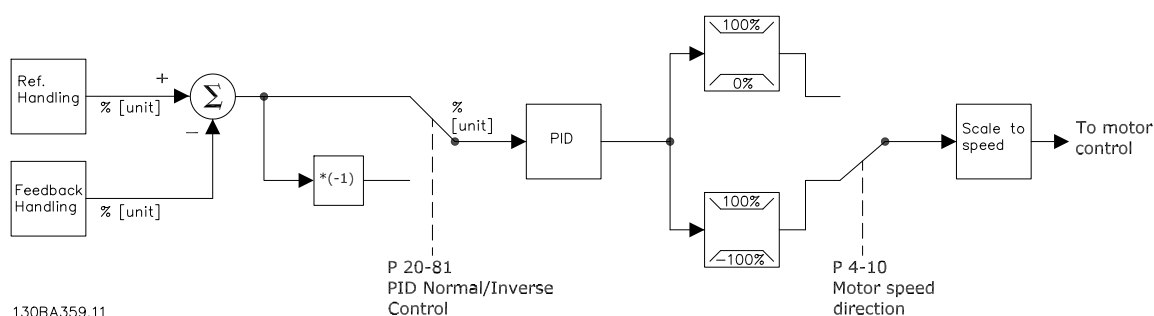 Ref.
Handling
% [unit]
+
−
Σ
Feedback
Handling
% [unit]
*(-1)
%
[unit]
P 20-81
PID Normal/Inverse
Control
PID
100%
0%
100%
−100%
P 4-10
Motor speed
direction
Scale to
speed
To motor
control
130BA359.11